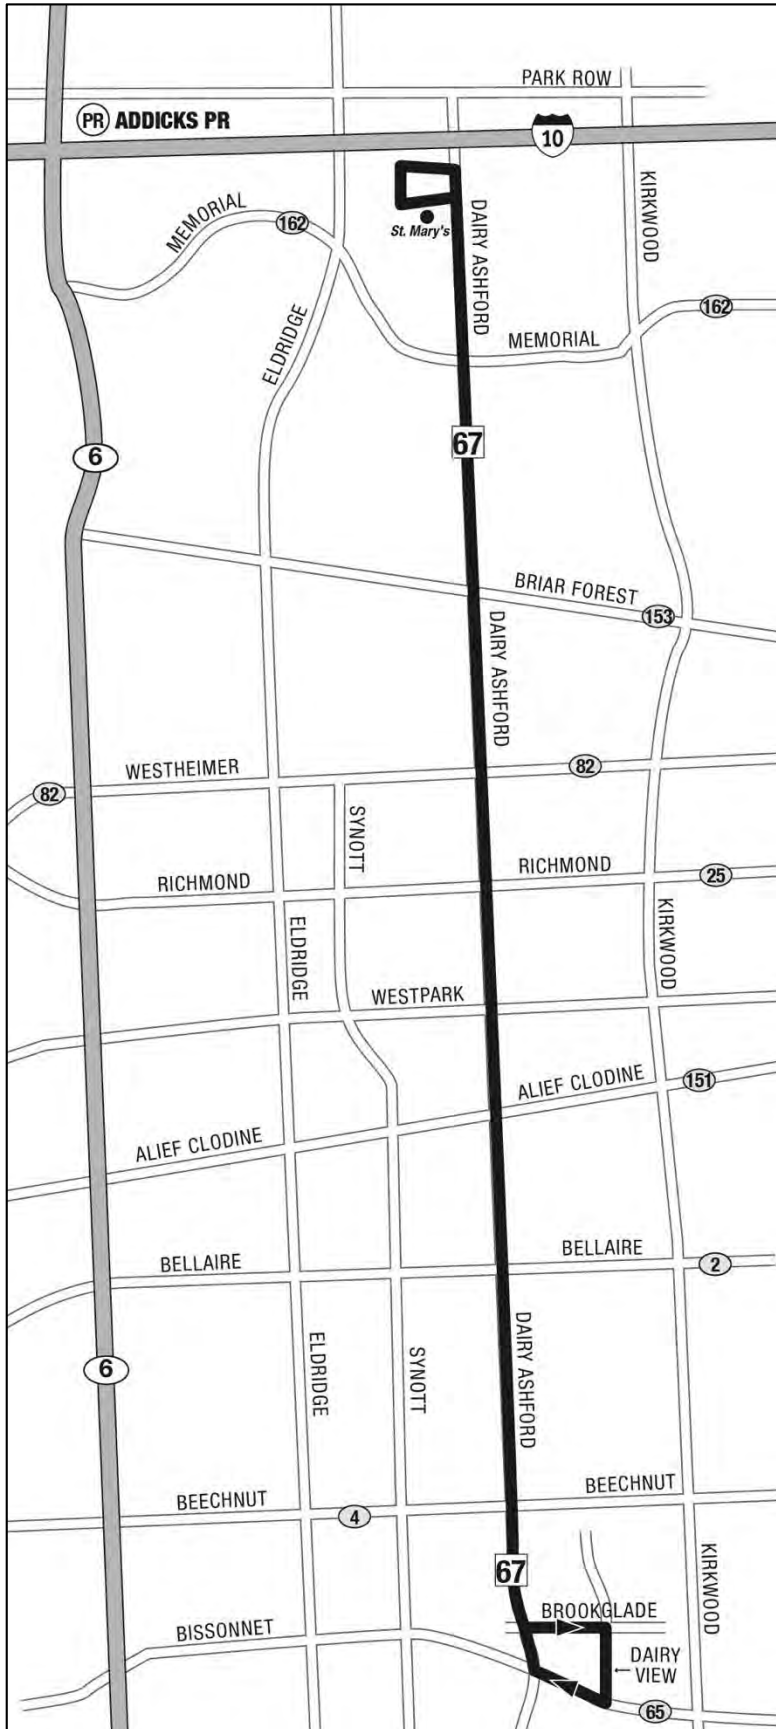 PARK ROW
PR ADDICKS PR
10
MEMORIAL
162
St. Mary's
DAIRY ASHFORD
KIRKWOOD
162
MEMORIAL
ELDRIDGE
67
6
BRIAR FOREST
153
DAIRY ASHFORD
WESTHEIMER
82
82
SYNOTT
RICHMOND
RICHMOND
25
ELDRIDGE
KIRKWOOD
WESTPARK
ALIEF CLODINE
151
ALIEF CLODINE
BELLAIRE
BELLAIRE
2
DAIRY ASHFORD
ELDRIDGE
SYNOTT
6
BEECHNUT
BEECHNUT
4
67
KIRKWOOD
BROOKGLADE
BISSONNET
DAIRY
VIEW
65